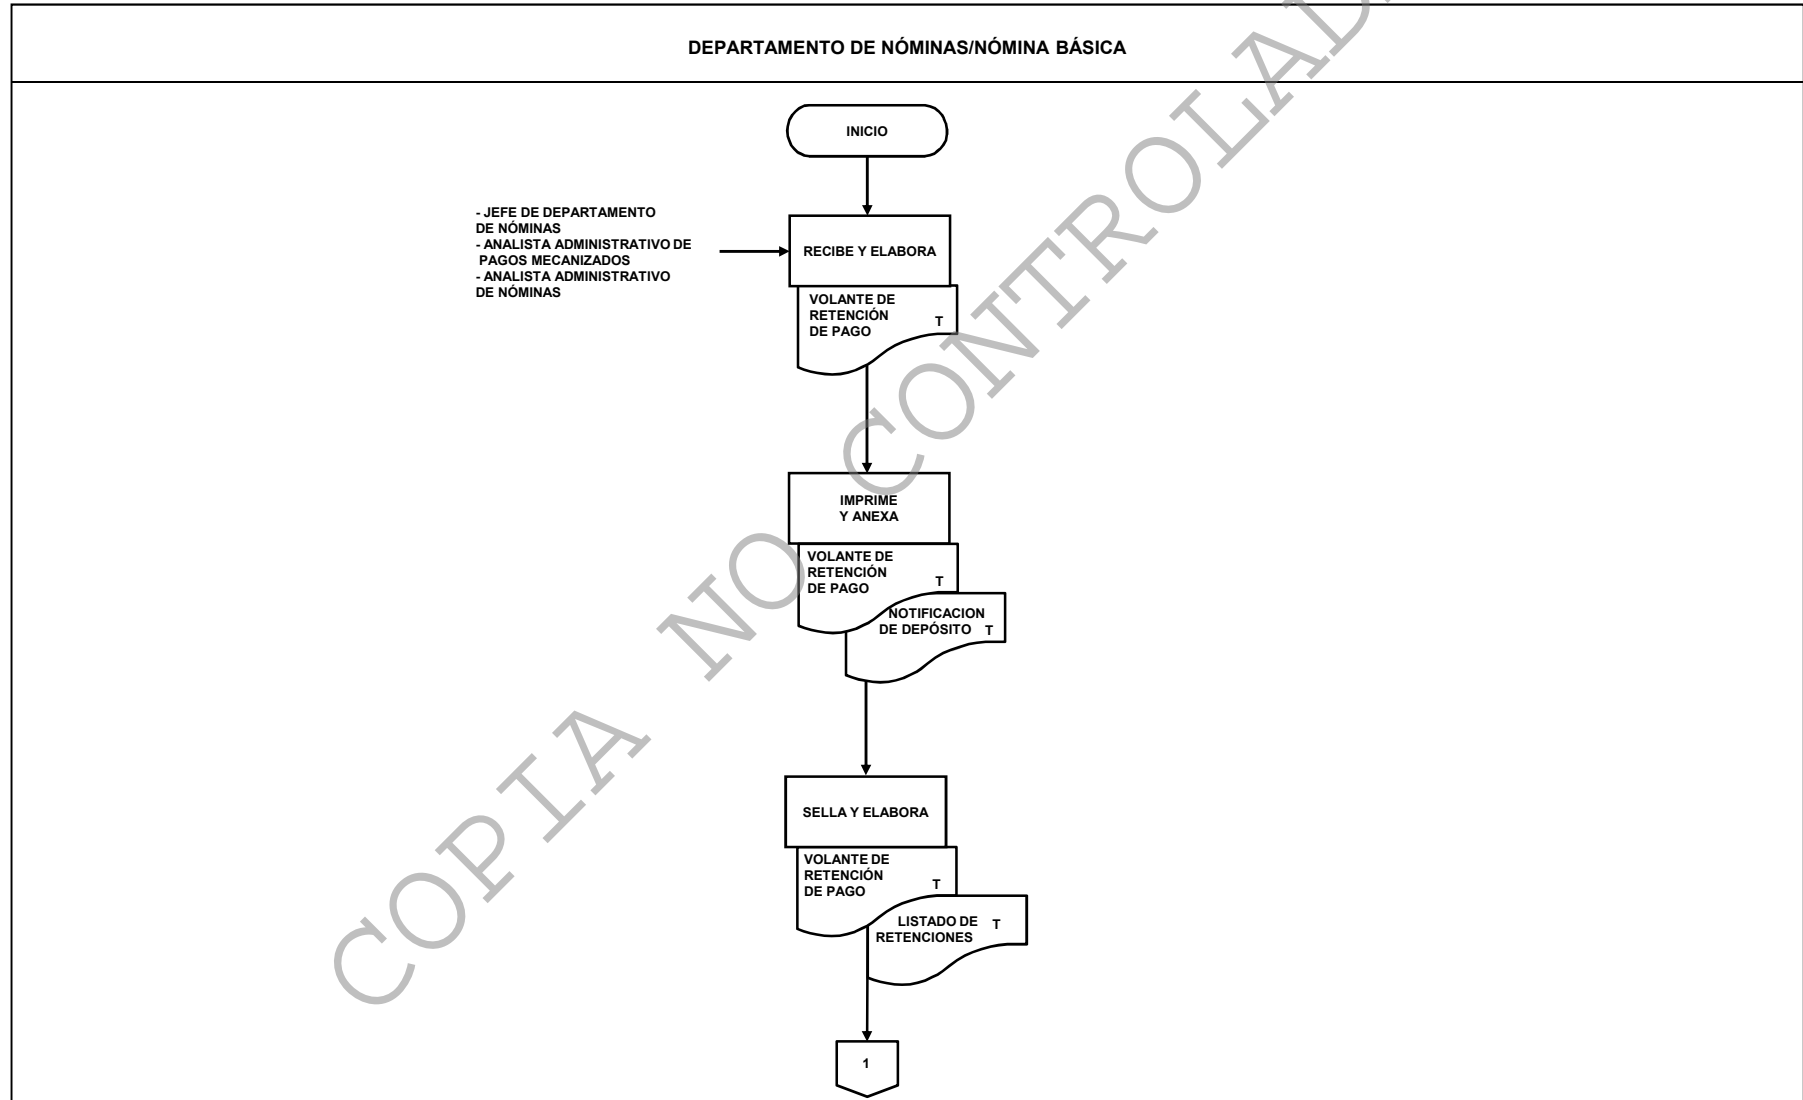 DEPARTAMENTO DE NÓMINAS/NÓMINA BÁSICA
INICIO
- JEFE DE DEPARTAMENTO
DE NÓMINAS
- ANALISTA ADMINISTRATIVO DE
PAGOS MECANIZADOS
- ANALISTA ADMINISTRATIVO
DE NÓMINAS
RECIBE Y ELABORA
VOLANTE DE
RETENCIÓN
DE PAGO T
IMPRIME
Y ANEXA
VOLANTE DE
RETENCIÓN
DE PAGO T
NOTIFICACION
DE DEPÓSITO T
SELLA Y ELABORA
VOLANTE DE
RETENCIÓN
DE PAGO T
LISTADO DE T
RETENCIONES
1
COPIA NO CONTROLAD